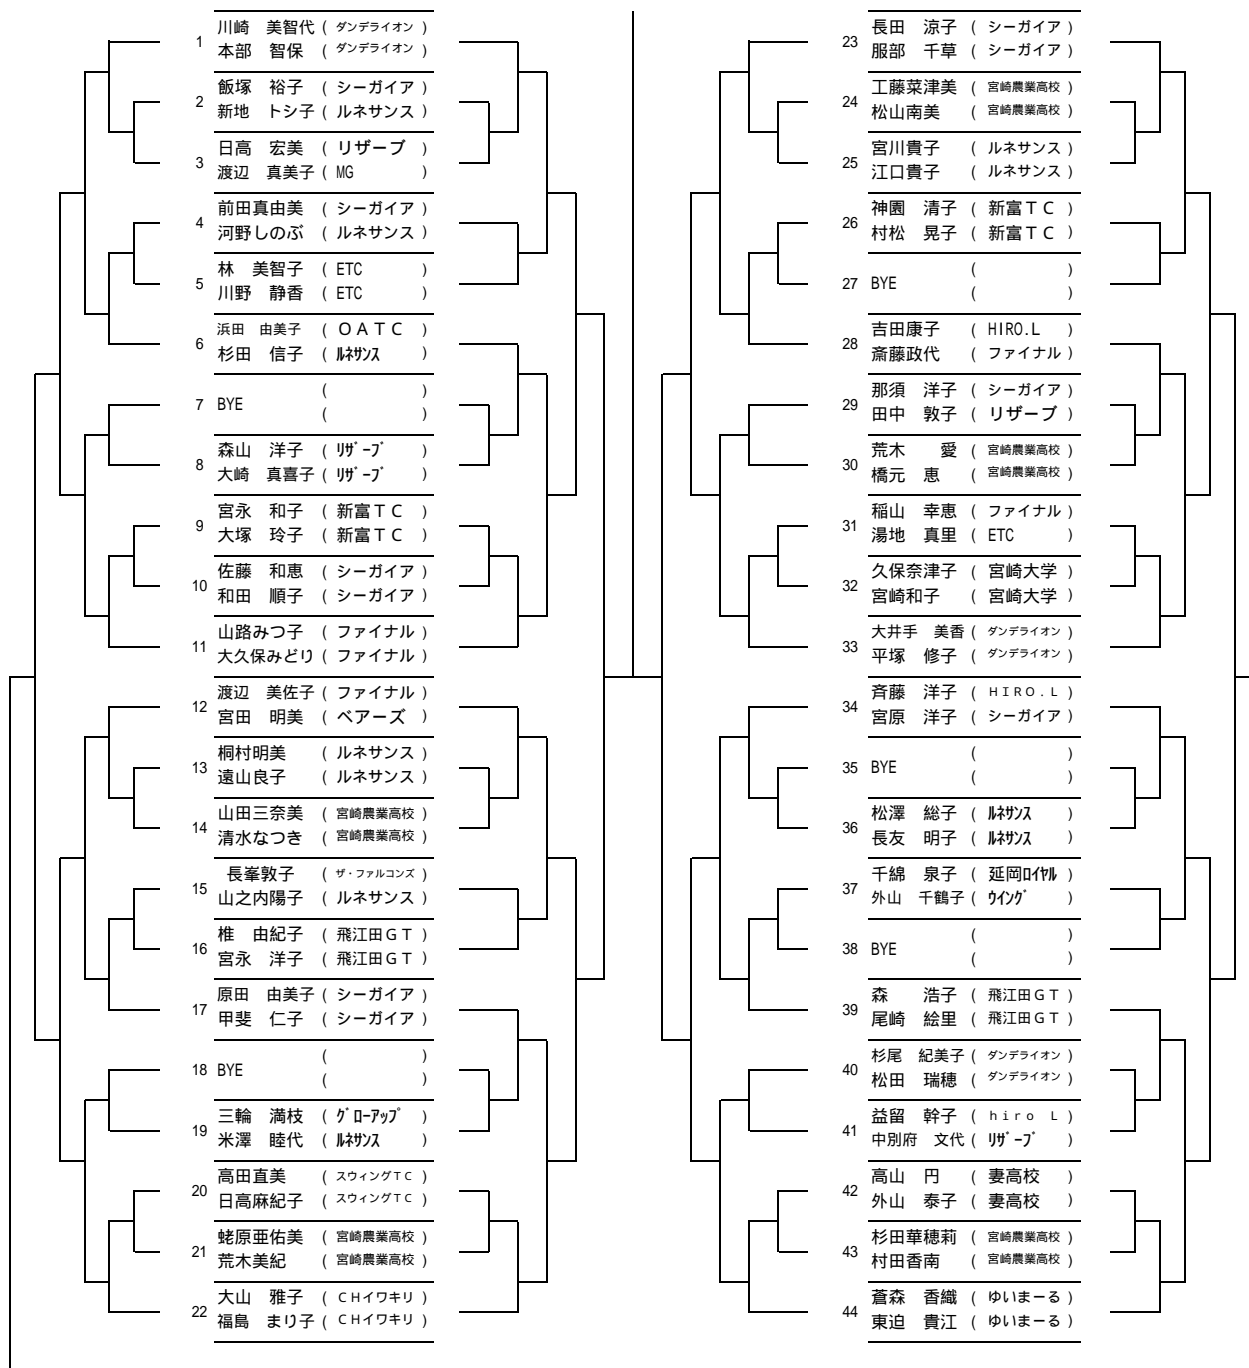 1 川崎　美智代 ( ダンデライオン )
本部　智保 ( ダンデライオン )
2 飯塚　裕子 ( シーガイア )
新地　トシ子 ( ルネサンス )
3 日高　宏美 ( リザーブ )
渡辺　真美子 ( MG )
4 前田真由美 ( シーガイア )
河野しのぶ ( ルネサンス )
5 林　美智子 ( ETC )
川野　静香 ( ETC )
6 浜田　由美子 ( ＯＡＴＣ )
杉田　信子 ( ﾙﾈｻﾝｽ )
7 BYE ( )
( )
8 森山　洋子 ( ﾘｻﾞｰﾌﾞ )
大崎　真喜子 ( ﾘｻﾞｰﾌﾞ )
9 宮永　和子 ( 新富ＴＣ )
大塚　玲子 ( 新富ＴＣ )
10 佐藤　和恵 ( シーガイア )
和田　順子 ( シーガイア )
11 山路みつ子 ( ファイナル )
大久保みどり ( ファイナル )
12 渡辺　美佐子 ( ファイナル )
宮田　明美 ( ベアーズ )
13 桐村明美 ( ルネサンス )
遠山良子 ( ルネサンス )
14 山田三奈美 ( 宮崎農業高校 )
清水なつき ( 宮崎農業高校 )
15 長峯敦子 ( ザ・ファルコンズ )
山之内陽子 ( ルネサンス )
16 椎　由紀子 ( 飛江田ＧＴ )
宮永　洋子 ( 飛江田ＧＴ )
17 原田　由美子 ( シーガイア )
甲斐　仁子 ( シーガイア )
18 BYE ( )
( )
19 三輪　満枝 ( ｸﾞﾛｰｱｯﾌﾟ )
米澤　睦代 ( ﾙﾈｻﾝｽ )
20 高田直美 ( スウィングＴＣ )
日高麻紀子 ( スウィングＴＣ )
21 蛯原亜佑美 ( 宮崎農業高校 )
荒木美紀 ( 宮崎農業高校 )
22 大山　雅子 ( ＣＨイワキリ )
福島　まり子 ( ＣＨイワキリ )
23 長田　涼子 ( シーガイア )
服部　千草 ( シーガイア )
24 工藤菜津美 ( 宮崎農業高校 )
松山南美 ( 宮崎農業高校 )
25 宮川貴子 ( ルネサンス )
江口貴子 ( ルネサンス )
26 神園　清子 ( 新富ＴＣ )
村松　晃子 ( 新富ＴＣ )
27 BYE ( )
( )
28 吉田康子 ( HIRO.L )
斎藤政代 ( ファイナル )
29 那須　洋子 ( シーガイア )
田中　敦子 ( リザーブ )
30 荒木　　愛 ( 宮崎農業高校 )
橋元　恵 ( 宮崎農業高校 )
31 稲山　幸恵 ( ファイナル )
湯地　真里 ( ETC )
32 久保奈津子 ( 宮崎大学 )
宮崎和子 ( 宮崎大学 )
33 大井手　美香 ( ダンデライオン )
平塚　修子 ( ダンデライオン )
34 斉藤　洋子 ( ＨＩＲＯ．Ｌ )
宮原　洋子 ( シーガイア )
35 BYE ( )
( )
36 松澤　総子 ( ﾙﾈｻﾝｽ )
長友　明子 ( ﾙﾈｻﾝｽ )
37 千綿　泉子 ( 延岡ﾛｲﾔﾙ )
外山　千鶴子 ( ｳｲﾝｸﾞ )
38 BYE ( )
( )
39 森　　浩子 ( 飛江田ＧＴ )
尾崎　絵里 ( 飛江田ＧＴ )
40 杉尾　紀美子 ( ダンデライオン )
松田　瑞穂 ( ダンデライオン )
41 益留　幹子 ( ｈｉｒｏ　Ｌ )
中別府　文代 ( ﾘｻﾞｰﾌﾞ )
42 高山　円 ( 妻高校 )
外山　泰子 ( 妻高校 )
43 杉田華穂莉 ( 宮崎農業高校 )
村田香南 ( 宮崎農業高校 )
44 蒼森　香織 ( ゆいまーる )
東迫　貴江 ( ゆいまーる )